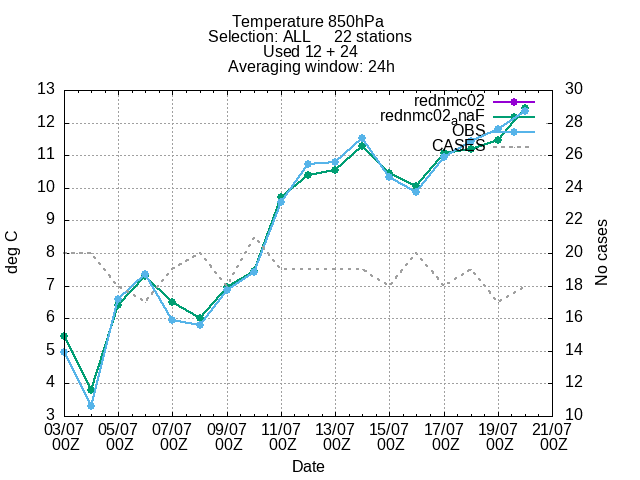 Temperature 850hPa
Selection: ALL 22 stations
Used 12 + 24
Averaging window: 24h
13 30
12 28
11 26
10 24
9 22
8 20
7 18
6 16
5 14
4 12
3 10
rednmc02
rednmc02_anaF
OBS
CASES
deg C
No cases
03/07 05/07 07/07 09/07 11/07 13/07 15/07 17/07 19/07 21/07
00Z 00Z 00Z 00Z 00Z 00Z 00Z 00Z 00Z 00Z
Date